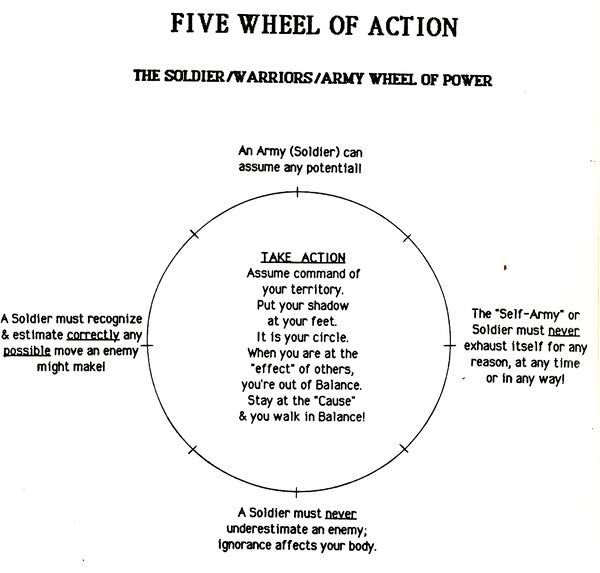 FIVE WHEEL OF ACTION
THE SOLDIER/WARRIORS/ARMY WHEEL OF POWER
An Army (Soldier) can
assume any potential!
TAKE ACTION
Assume command of
your territory.
Put your shadow
at your feet.
It is your circle.
When you are at the
"effect" of others,
you're out of Balance.
Stay at the "Cause"
& you walk in Balance!
A Soldier must recognize
& estimate correctly any
possible move an enemy
might make!
The "Self-Army" or
Soldier must never
exhaust itself for any
reason, at any time
or in any way!
A Soldier must never
underestimate an enemy;
ignorance affects your body.